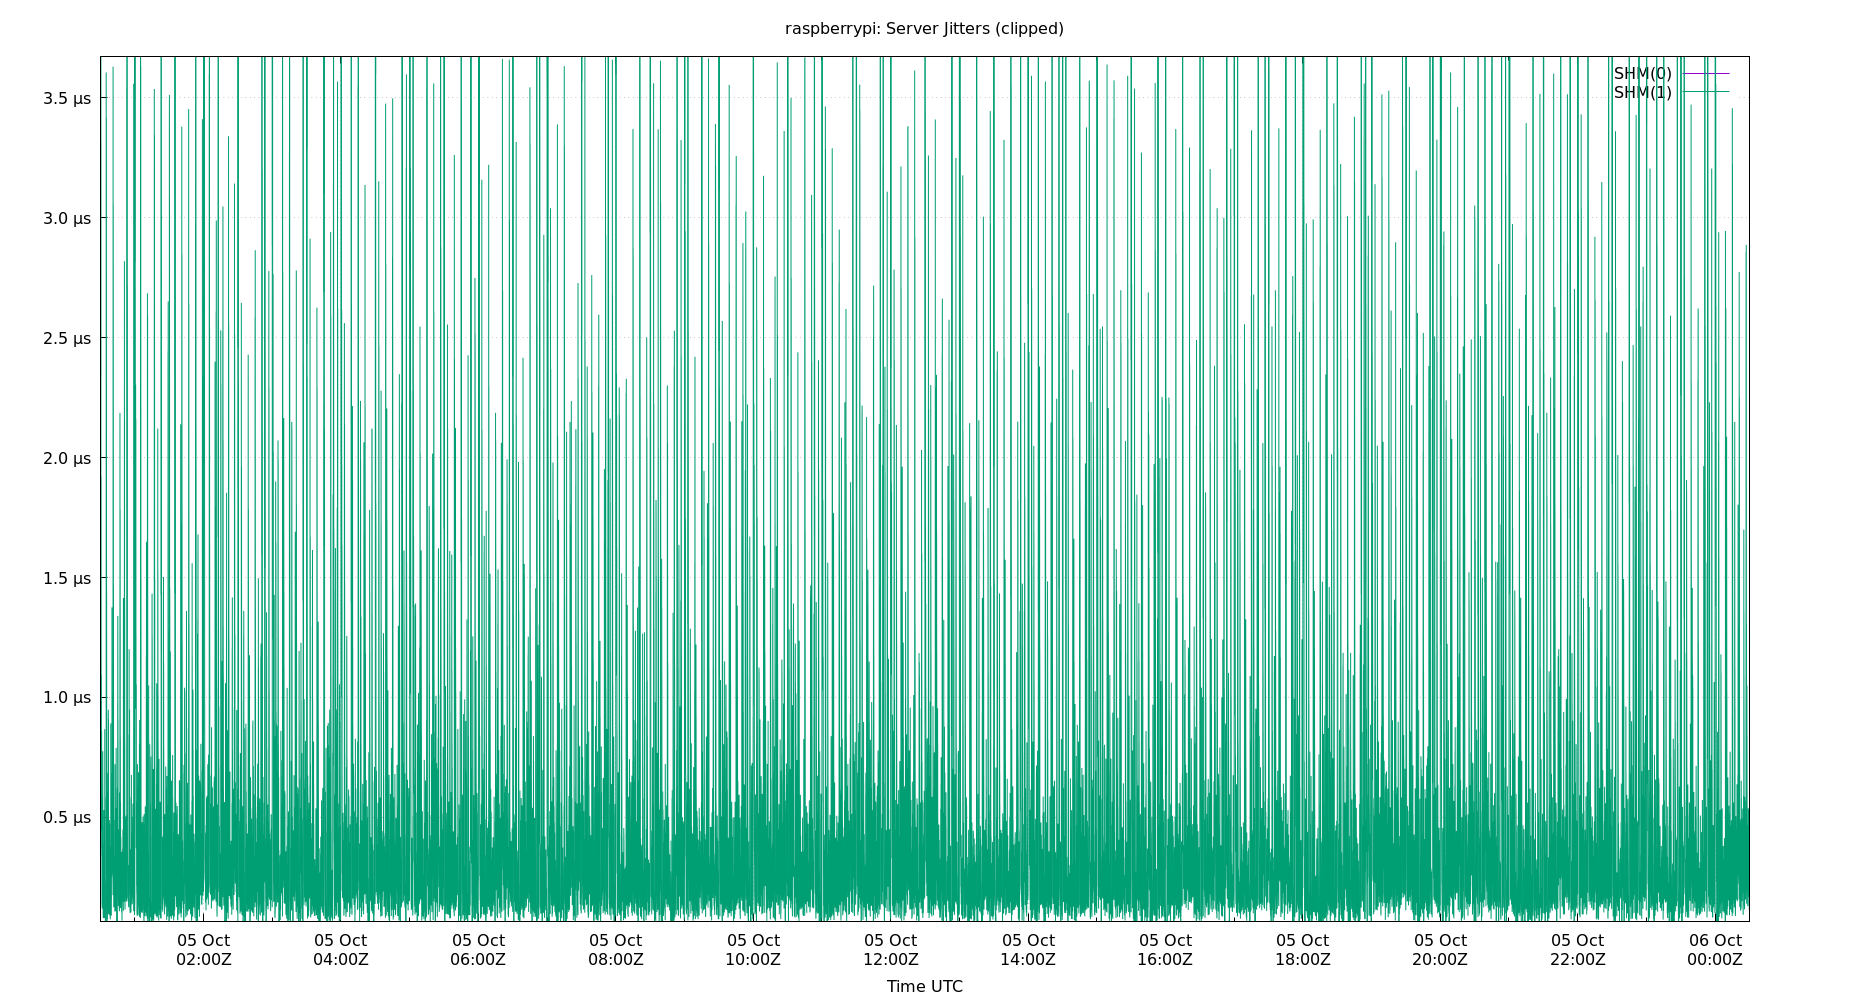 raspberrypi: Server Jitters (clipped)
SHM(0)
SHM(1)
3.5 µs
3.0 µs
2.5 µs
2.0 µs
1.5 µs
1.0 µs
0.5 µs
05 Oct 05 Oct 05 Oct 05 Oct 05 Oct 05 Oct 05 Oct 05 Oct 05 Oct 05 Oct 05 Oct 06 Oct
02:00Z 04:00Z 06:00Z 08:00Z 10:00Z 12:00Z 14:00Z 16:00Z 18:00Z 20:00Z 22:00Z 00:00Z
Time UTC